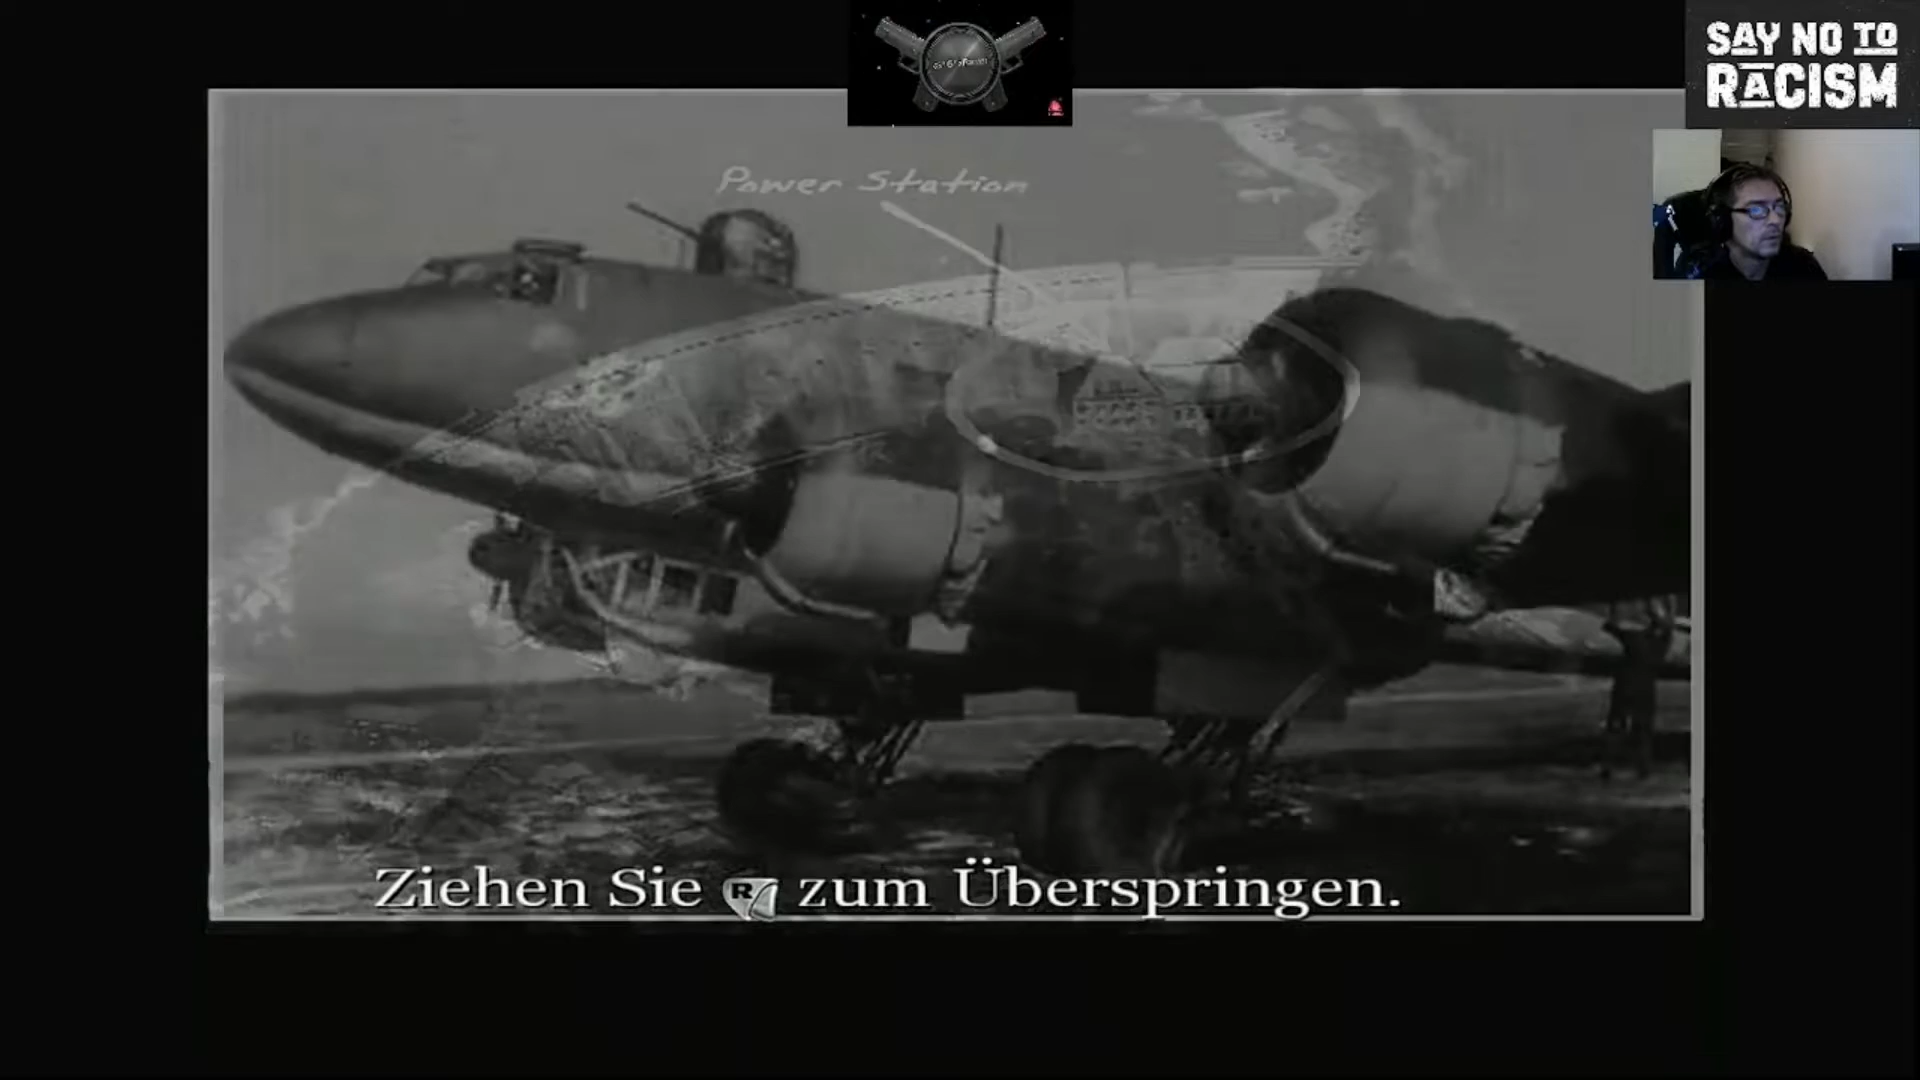 SAY NO TO
RACISM
Power Station
Ziehen Sie R zum Überspringen.